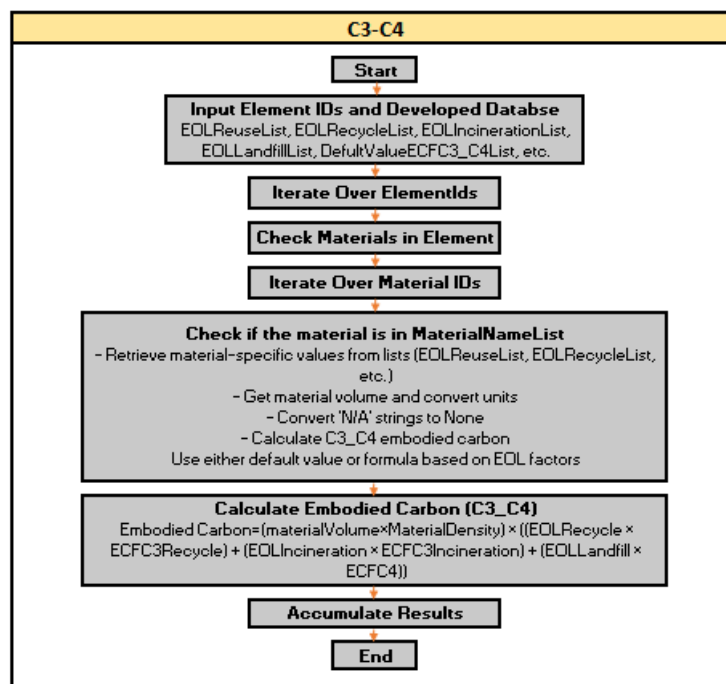 C3-C4
Start
Input Element IDs and Developed Databse
EOLReuseList, EOLRecycleList, EOLIncinerationList,
EOLLandfillList, DefultValueECFC3_C4List, etc.
Iterate Over ElementIds
Check Materials in Element
Iterate Over Material IDs
Check if the material is in MaterialNameList
- Retrieve material-specific values from lists (EOLReuseList, EOLRecycleList,
etc.)
- Get material volume and convert units
- Convert 'N/A' strings to None
- Calculate C3_C4 embodied carbon
Use either default value or formula based on EOL factors
Calculate Embodied Carbon (C3_C4)
Embodied Carbon=(materialVolume×MaterialDensity) × ((EOLRecycle ×
ECFC3Recycle) + (EOLIncineration × ECFC3Incineration) + (EOLLandfill ×
ECFC4))
Accumulate Results
End